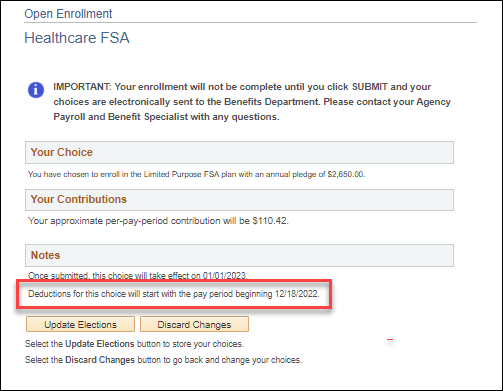 Open Enrollment
Healthcare FSA
IMPORTANT: Your enrollment will not be complete until you click SUBMIT and your
choices are electronically sent to the Benefits Department. Please contact your Agency
Payroll and Benefit Specialist with any questions.
Your Choice
You have chosen to enroll in the Limited Purpose FSA plan with an annual pledge of $2,650.00.
Your Contributions
Your approximate per-pay-period contribution will be $110.42.
Notes
Once submitted, this choice will take effect on 01/01/2023.
Deductions for this choice will start with the pay period beginning 12/18/2022.
Update Elections Discard Changes
Select the Update Elections button to store your choices.
Select the Discard Changes button to go back and change your choices.